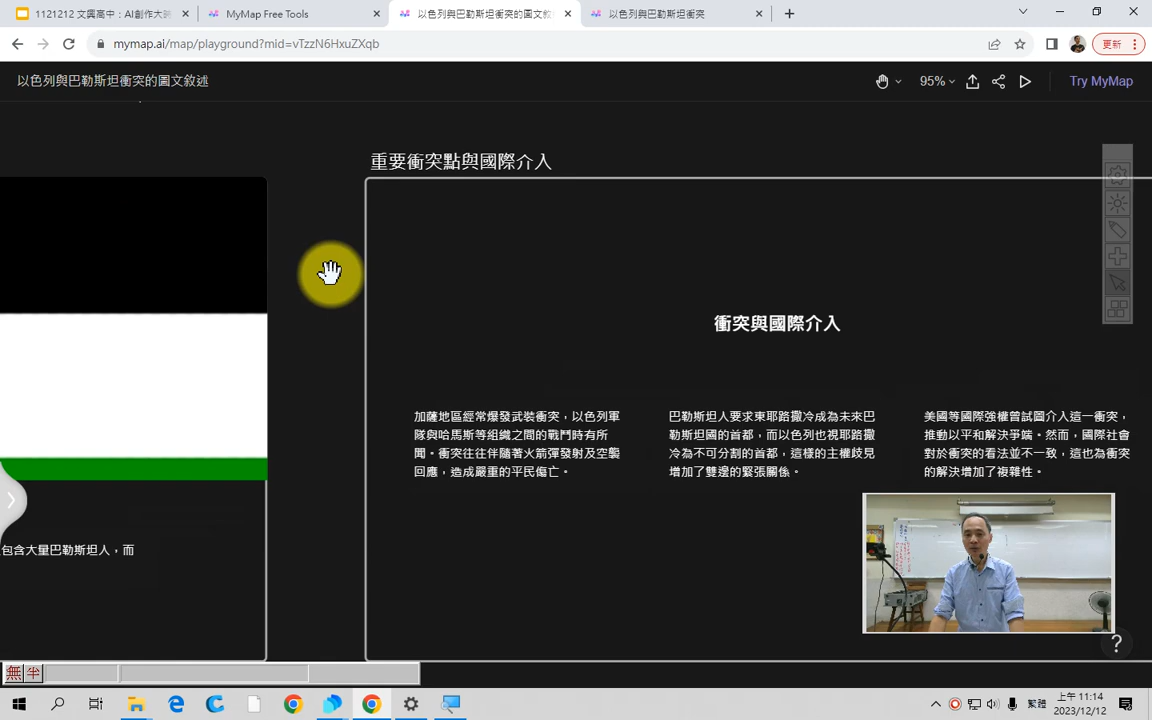 1121212 文興高中：AI創作大
MyMap Free Tools
以色列與巴勒斯坦衝突的圖文敘
以色列與巴勒斯坦衝突
mymap.ai/map/playground?mid=vTzzN6HxuZXqb
更新
以色列與巴勒斯坦衝突的圖文敘述
95%
Try MyMap
重要衝突點與國際介入
衝突與國際介入
加薩地區經常爆發武裝衝突，以色列軍
隊與哈馬斯等組織之間的戰鬥時有所
聞。衝突往往伴隨著火箭彈發射及空襲
回應，造成嚴重的平民傷亡。
巴勒斯坦人要求東耶路撒冷成為未來巴
勒斯坦國的首都，而以色列也視耶路撒
冷為不可分割的首都，這樣的主權歧見
增加了雙邊的緊張關係。
美國等國際強權曾試圖介入這一衝突，
推動以平和解決爭端。然而，國際社會
對於衝突的看法並不一致，這也為衝突
的解決增加了複雜性。
包含大量巴勒斯坦人，而
?
無 半
繁體
上午 11:14
2023/12/12